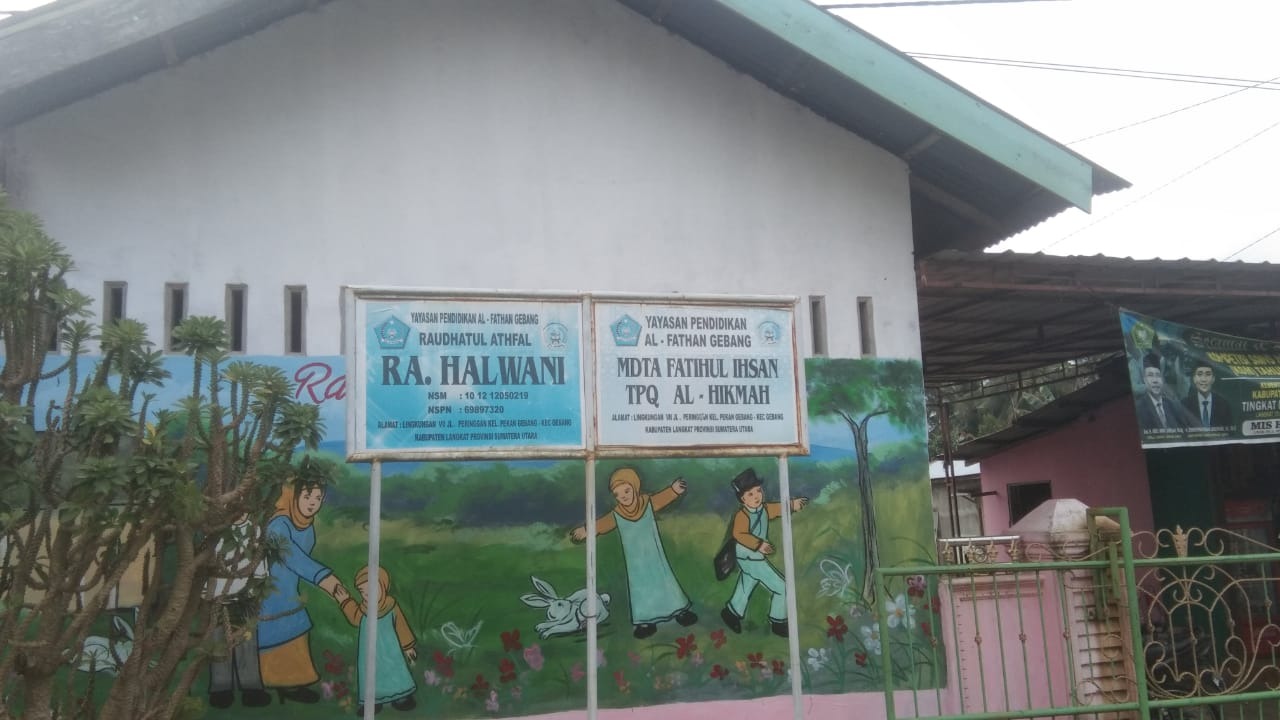 YAYASAN PENDIDIKAN AL - FATHAN GEBANG
RAUDHATUL ATHFAL
RA. HALWANI
NSM : 10 12 12050219
NSPN : 69897320
ALAMAT : LINGKUNGAN VII JL. PERINGGAN KEL. PEKAN GEBANG - KEC GEBANG
KABUPATEN LANGKAT PROVINSI SUMATERA UTARA
YAYASAN PENDIDIKAN
AL - FATHAN GEBANG
MDTA FATIHUL IHSAN
TPQ AL - HIKMAH
ALAMAT : LINGKUNGAN VII JL. PERINGGAN KEL. PEKAN GEBANG - KEC GEBANG
KABUPATEN LANGKAT PROVINSI SUMATERA UTARA
Ra
KABUPATEN
TINGKAT
MIS